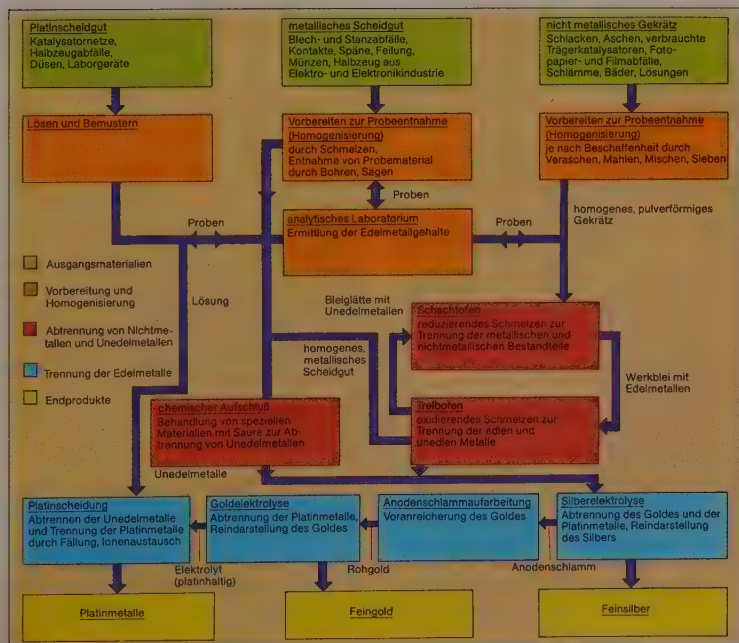 Platinscheidgut
Katalysatornetze,
Halbzeugabfälle,
Düsen, Laborgeräte
metallisches Scheidgut
Blech- und Stanzabfälle,
Kontakte, Späne, Feilung,
Münzen, Halbzeug aus
Elektro- und Elektronikindustrie
nicht metallisches Gekrätz
Schlacken, Aschen, verbrauchte
Trägerkatalysatoren, Foto-
papier- und Filmabfälle,
Schlämme, Bäder, Lösungen
Lösen und Bemustern
Vorbereiten zur Probeentnahme
(Homogenisierung)
durch Schmelzen,
Entnahme von Probematerial
durch Bohren, Sagen
Vorbereiten zur Probeentnahme
(Homogenisierung)
je nach Beschaffenheit durch
Veraschen, Mahlen, Mischen, Sieben
Proben
analytisches Laboratorium
Ermittlung der Edelmetallgehalte
Proben
Proben
homogenes, pulverförmiges
Gekrätz
Ausgangsmaterialien
Vorbereitung und
Homogenisierung
Abtrennung von Nichtme-
tallen und Unedelmetallen
Trennung der Edelmetalle
Endprodukte
Lösung
Bleiglätte mit
Unedelmetallen
homogenes,
metallisches
Scheidgut
Schachtofen
reduzierendes Schmelzen zur
Trennung der metallischen und
nichtmetallischen Bestandteile
Werkblei mit
Edelmetallen
Treibofen
oxidierendes Schmelzen zur
Trennung der edlen und
unedlen Metalle
chemischer Aufschluß
Behandlung von speziellen
Materialien mit Saure zur Ab-
trennung von Unedelmetallen
Unedelmetalle
Platinscheidung
Abtrennen der Unedelmetalle
und Trennung der Platinmetalle
durch Fällung, Ionenaustausch
Goldelektrolyse
Abtrennung der Platinmetalle,
Reindarstellung des Goldes
Anodenschlammaufarbeitung
Voranreicherung des Goldes
Silberelektrolyse
Abtrennung des Goldes und der
Platinmetalle, Reindarstellung
des Silbers
Elektrolyt
(platinhaltig)
Rohgold
Anodenschlamm
Platinmetalle
Feingold
Feinsilber